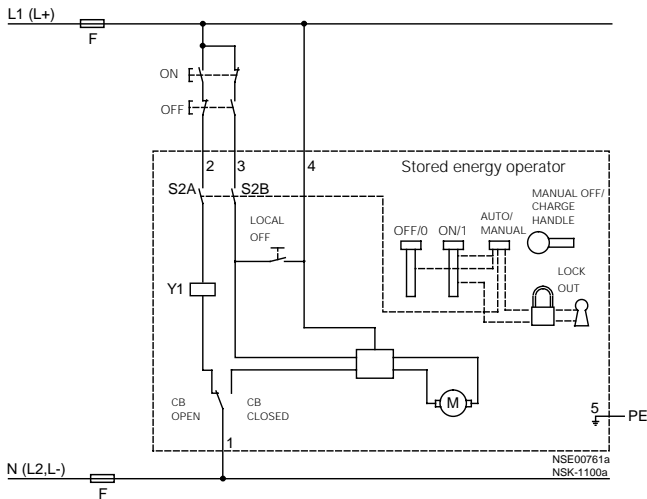 L1 (L+)
F
ON
OFF
2 3 4
Stored energy operator
S2A S2B
MANUAL OFF/
CHARGE
HANDLE
AUTO/
MANUAL
OFF/0 ON/1
LOCAL
OFF
LOCK
OUT
Y1
M
CB
OPEN
CB
CLOSED
5
PE
1
NSE00761a
NSK-1100a
N (L2,L-)
F